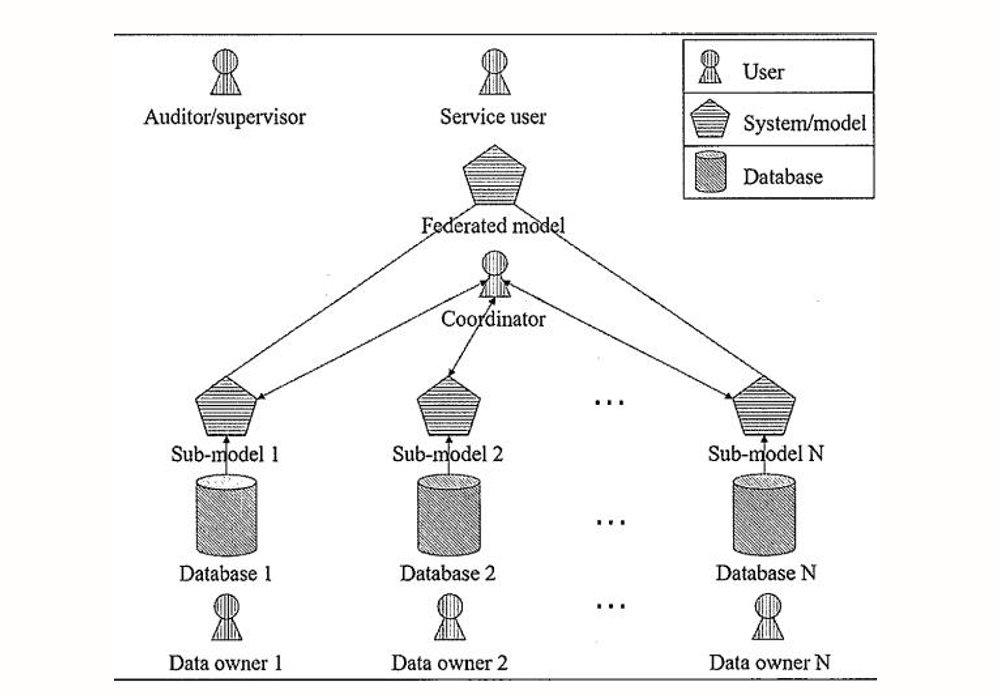 Auditor/supervisor
Service user
User
System/model
Database
Federated model
Coordinator
...
Sub-model 1
Sub-model 2
Sub-model N
...
Database 1
Database 2
Database N
...
Data owner 1
Data owner 2
Data owner N